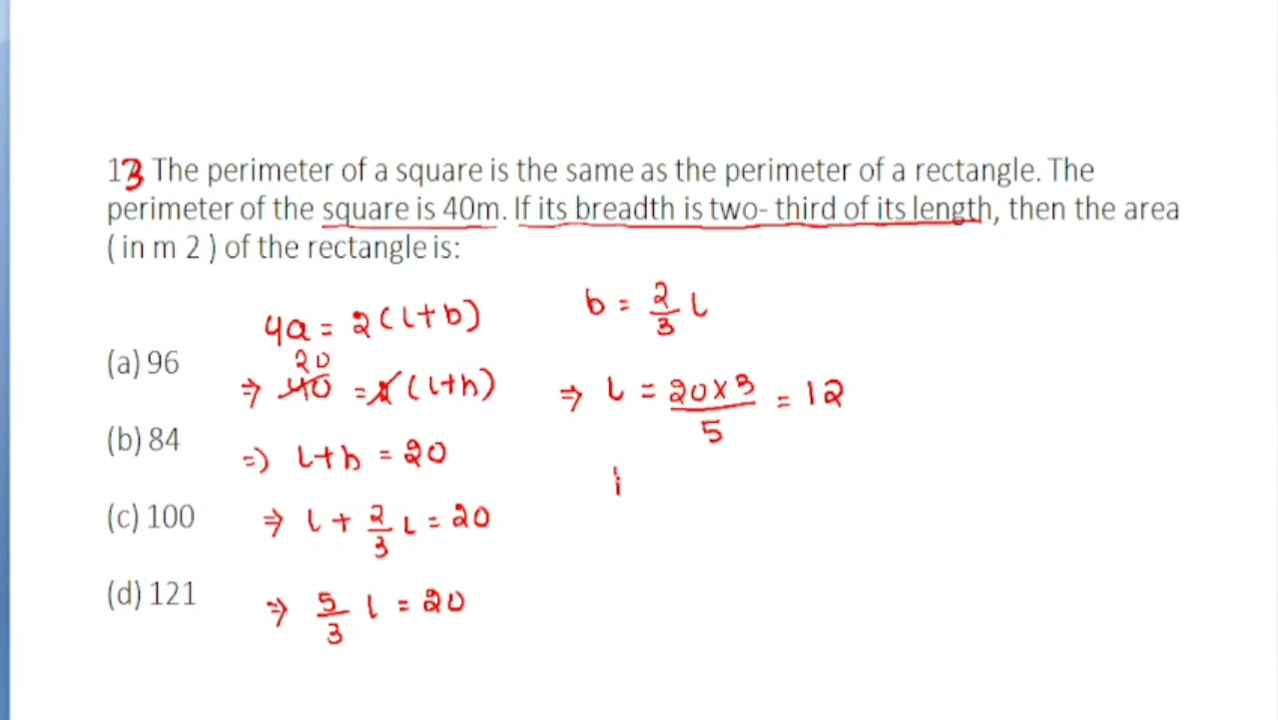 13 The perimeter of a square is the same as the perimeter of a rectangle. The
perimeter of the square is 40m. If its breadth is two- third of its length, then the area
( in m 2 ) of the rectangle is:
4a = 2(l+b)
b = 2/3 l
(a) 96
20
⇒ 40 = 2 (l+b)
⇒ l = 20×3/5 = 12
(b) 84
⇒ l+b = 20
(c) 100
⇒ l + 2/3 l = 20
(d) 121
⇒ 5/3 l = 20